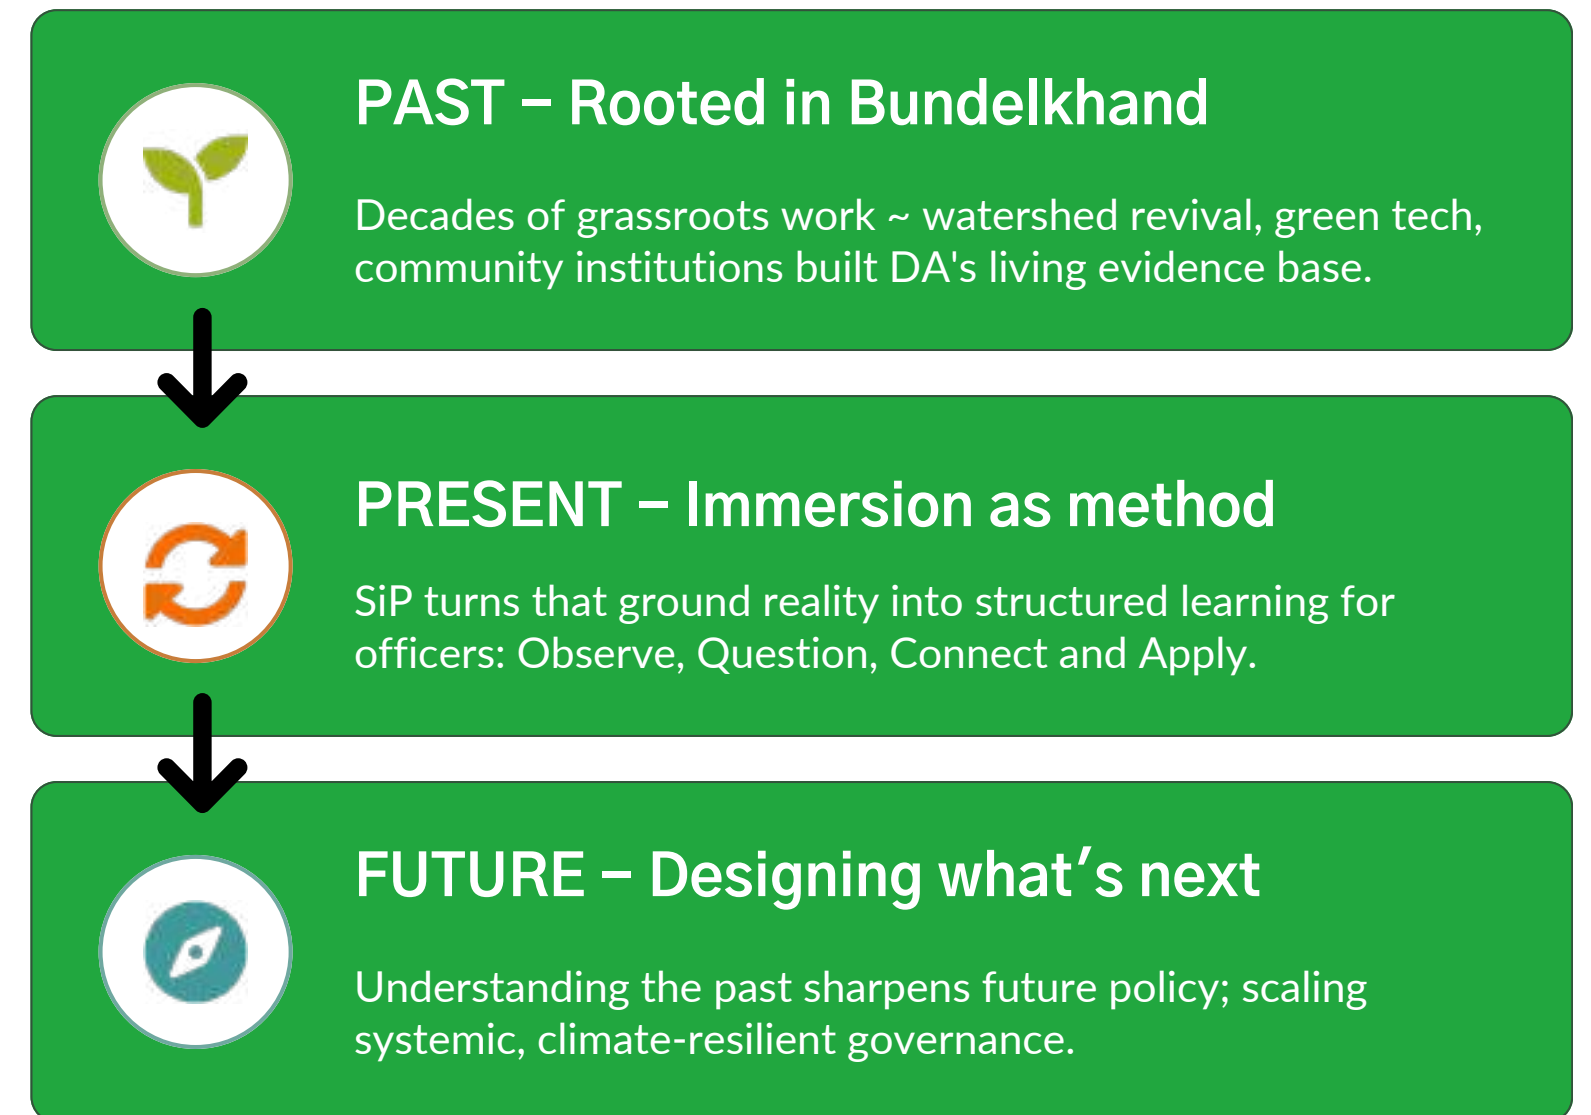 PAST – Rooted in Bundelkhand
Decades of grassroots work ~ watershed revival, green tech,
community institutions built DA's living evidence base.
PRESENT – Immersion as method
SiP turns that ground reality into structured learning for
officers: Observe, Question, Connect and Apply.
FUTURE – Designing what's next
Understanding the past sharpens future policy; scaling
systemic, climate-resilient governance.